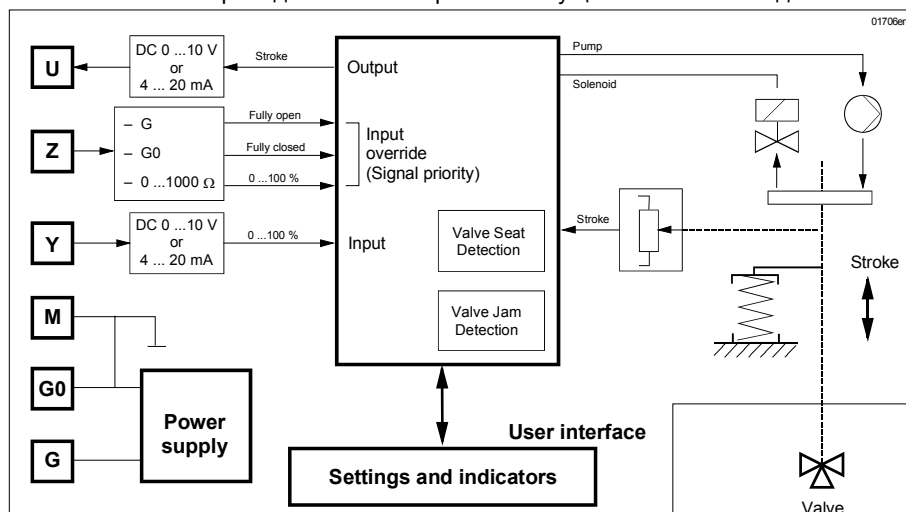 01706en
U
DC 0 ...10 V
or
4 ... 20 mA
Stroke
Output
Pump
Solenoid
Z
– G
– G0
– 0 ...1000 Ω
Fully open
Fully closed
0 ...100 %
Input
override
(Signal priority)
Y
DC 0 ...10 V
or
4 ... 20 mA
0 ...100 %
Input
Valve Seat
Detection
Valve Jam
Detection
Stroke
Stroke
M
G0
G
Power
supply
User interface
Settings and indicators
Valve